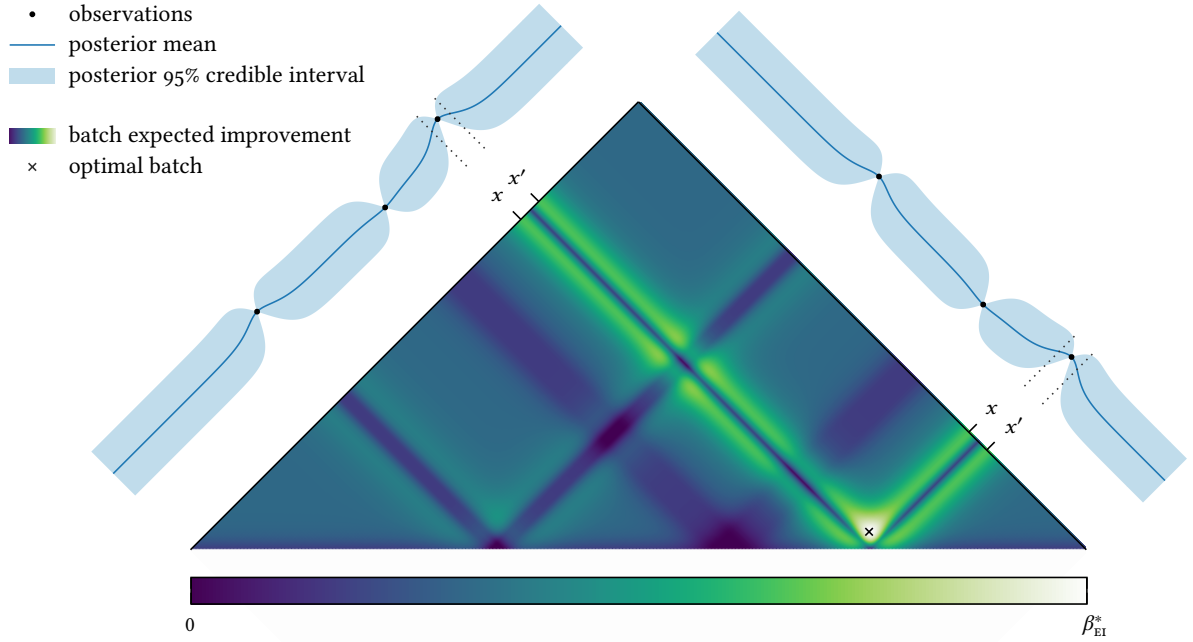 observations
posterior mean
posterior 95% credible interval
batch expected improvement
optimal batch
x x′
x
x′
0 β*EI